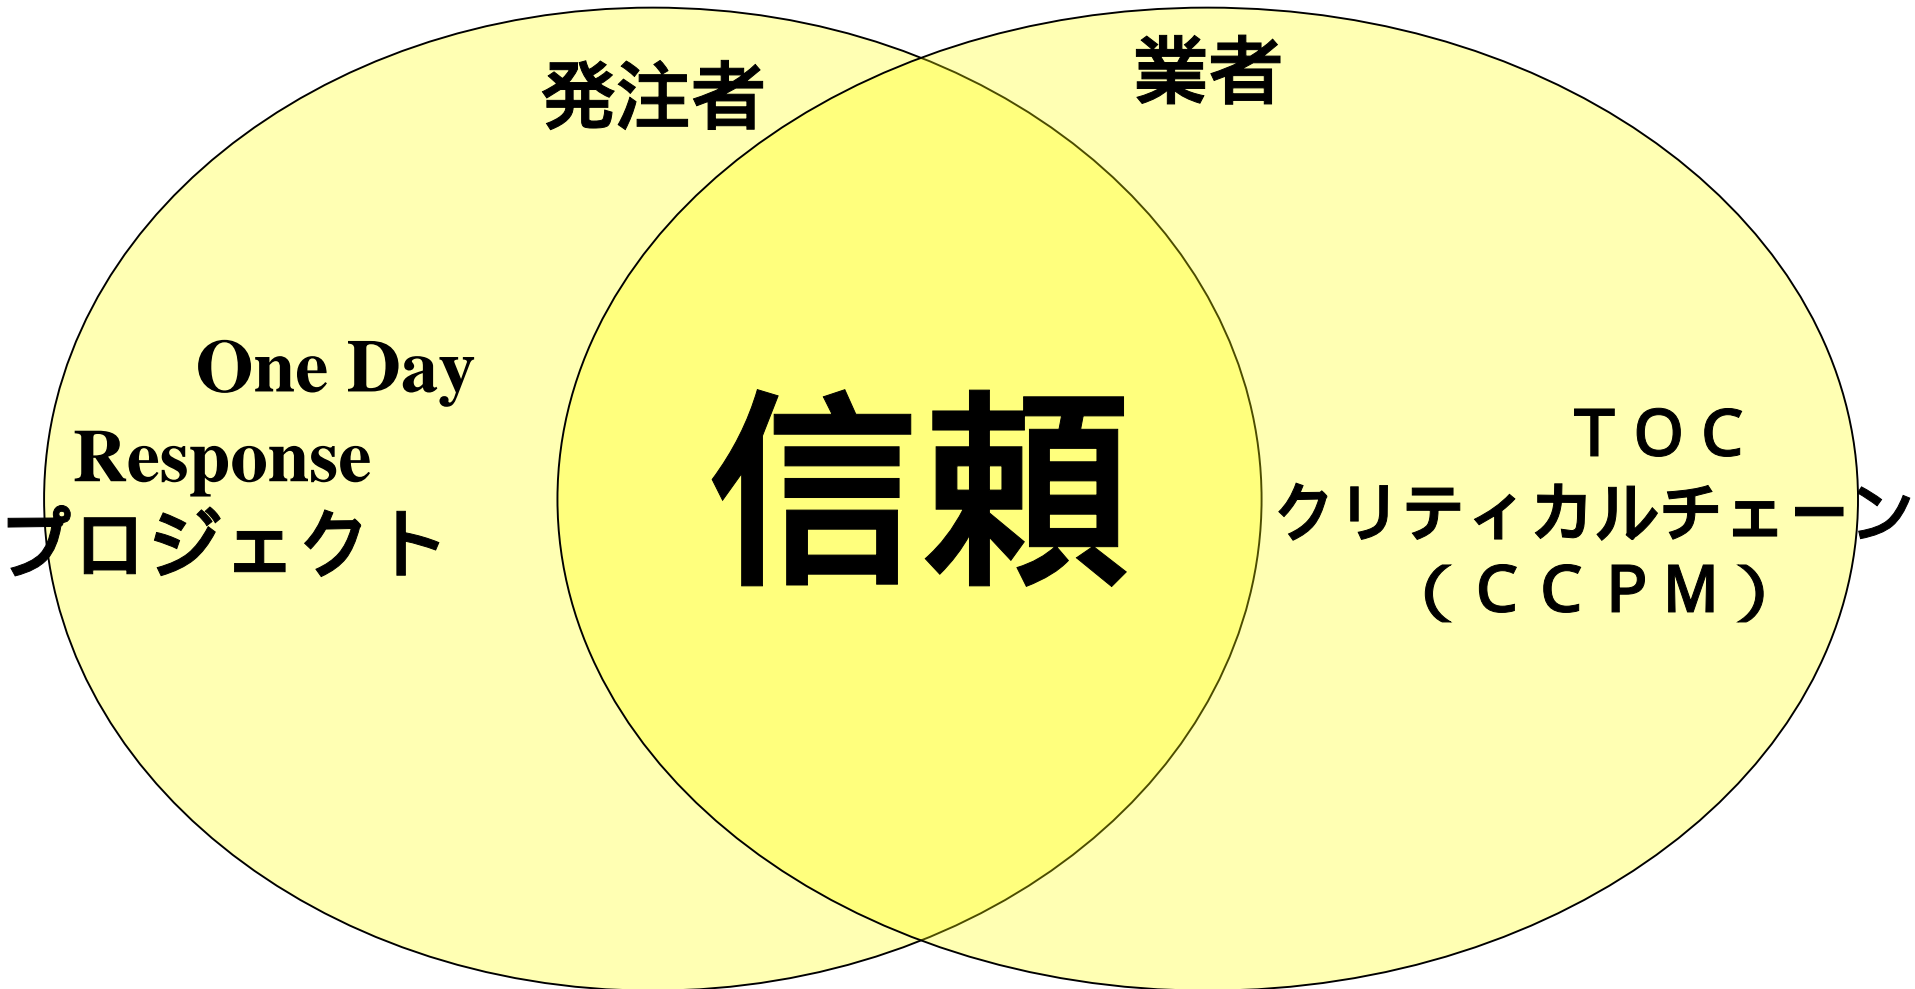 発注者
業者
One Day
Response
プロジェクト
信頼
ＴＯＣ
クリティカルチェーン
（ＣＣＰＭ）